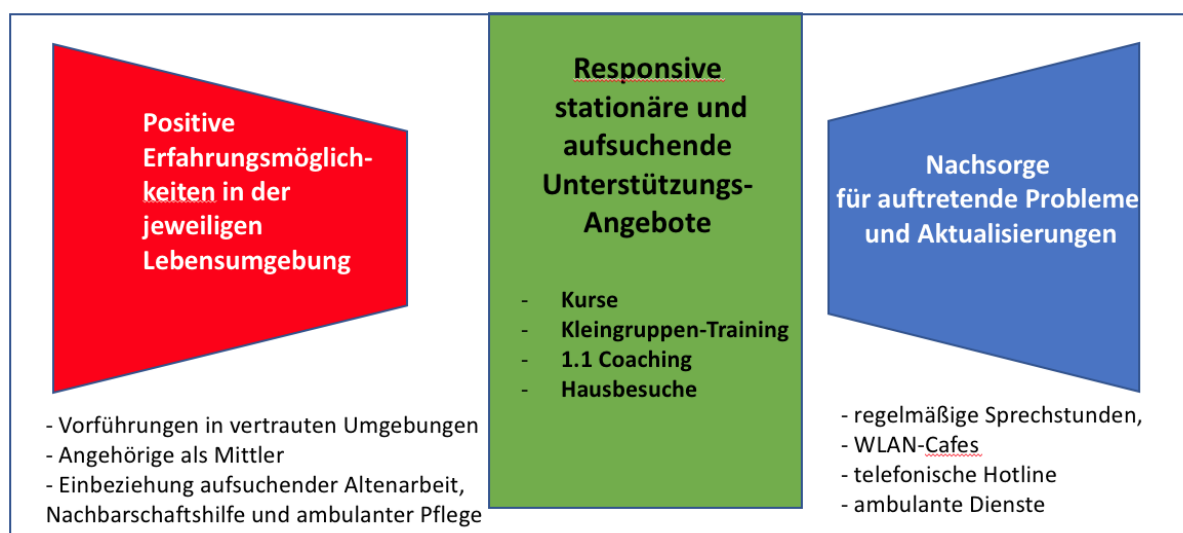 Positive
Erfahrungsmöglich-
keiten in der
jeweiligen
Lebensumgebung
- Vorführungen in vertrauten Umgebungen
- Angehörige als Mittler
- Einbeziehung aufsuchender Altenarbeit,
Nachbarschaftshilfe und ambulanter Pflege
Responsive
stationäre und
aufsuchende
Unterstützungs-
Angebote
- Kurse
- Kleingruppen-Training
- 1.1 Coaching
- Hausbesuche
Nachsorge
für auftretende Probleme
und Aktualisierungen
- regelmäßige Sprechstunden,
- WLAN-Cafes
- telefonische Hotline
- ambulante Dienste